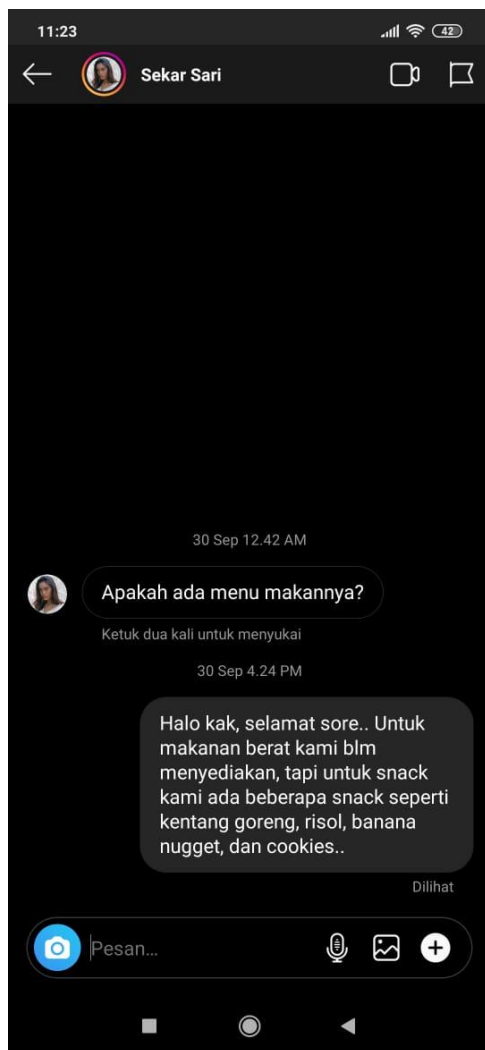 11:23
42
Sekar Sari
30 Sep 12.42 AM
Apakah ada menu makannya?
Ketuk dua kali untuk menyukai
30 Sep 4.24 PM
Halo kak, selamat sore.. Untuk
makanan berat kami blm
menyediakan, tapi untuk snack
kami ada beberapa snack seperti
kentang goreng, risol, banana
nugget, dan cookies..
Dilihat
Pesan...